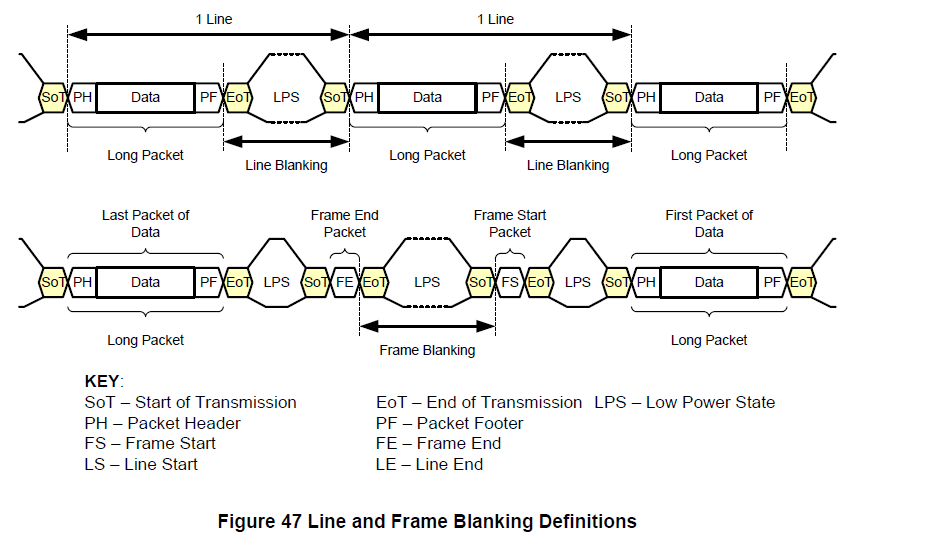 1 Line 1 Line
SoT PH Data PF EoT LPS SoT PH Data PF EoT LPS SoT PH Data PF EoT
Long Packet Line Blanking Long Packet Line Blanking Long Packet
Last Packet of Data Frame End Packet Frame Start Packet First Packet of Data
SoT PH Data PF EoT LPS SoT FE EoT LPS SoT FS EoT LPS SoT PH Data PF EoT
Long Packet Frame Blanking Long Packet
KEY:
SoT – Start of Transmission EoT – End of Transmission LPS – Low Power State
PH – Packet Header PF – Packet Footer
FS – Frame Start FE – Frame End
LS – Line Start LE – Line End
Figure 47 Line and Frame Blanking Definitions